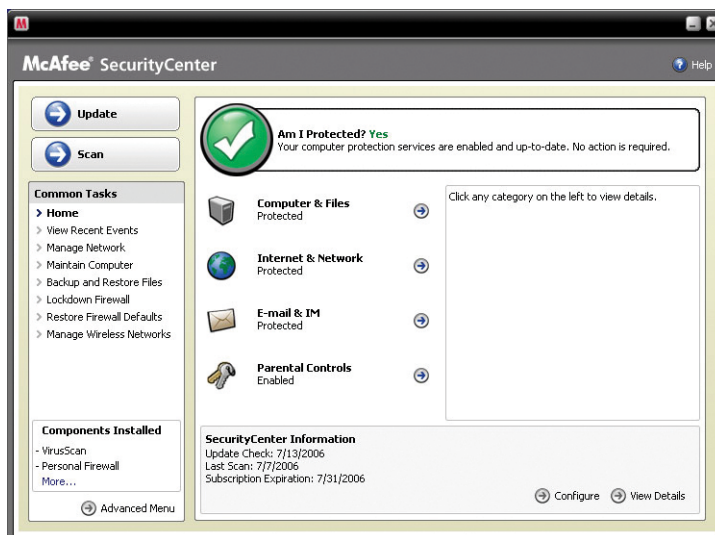 McAfee® SecurityCenter
Help
Update
Scan
Common Tasks
Home
View Recent Events
Manage Network
Maintain Computer
Backup and Restore Files
Lockdown Firewall
Restore Firewall Defaults
Manage Wireless Networks
Components Installed
- VirusScan
- Personal Firewall
More...
Advanced Menu
Am I Protected? Yes
Your computer protection services are enabled and up-to-date. No action is required.
Computer & Files
Protected
Internet & Network
Protected
E-mail & IM
Protected
Parental Controls
Enabled
Click any category on the left to view details.
SecurityCenter Information
Update Check: 7/13/2006
Last Scan: 7/7/2006
Subscription Expiration: 7/31/2006
Configure
View Details